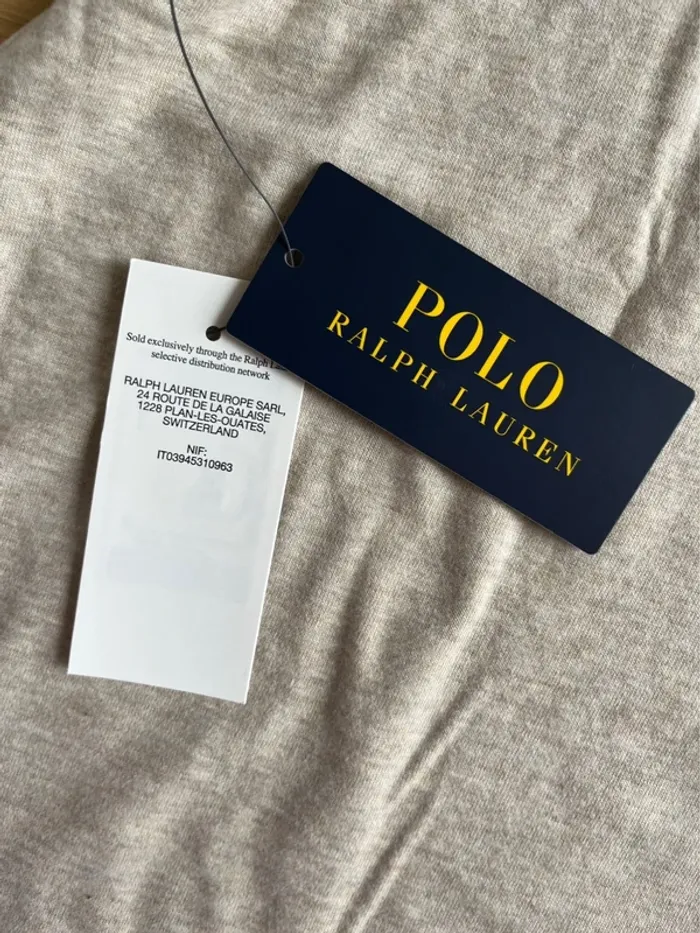 POLO
RALPH LAUREN
Sold exclusively through the Ralph
selective distribution network
RALPH LAUREN EUROPE SARL,
24 ROUTE DE LA GALAISE
1228 PLAN-LES-OUATES,
SWITZERLAND
NIF:
IT03945310963